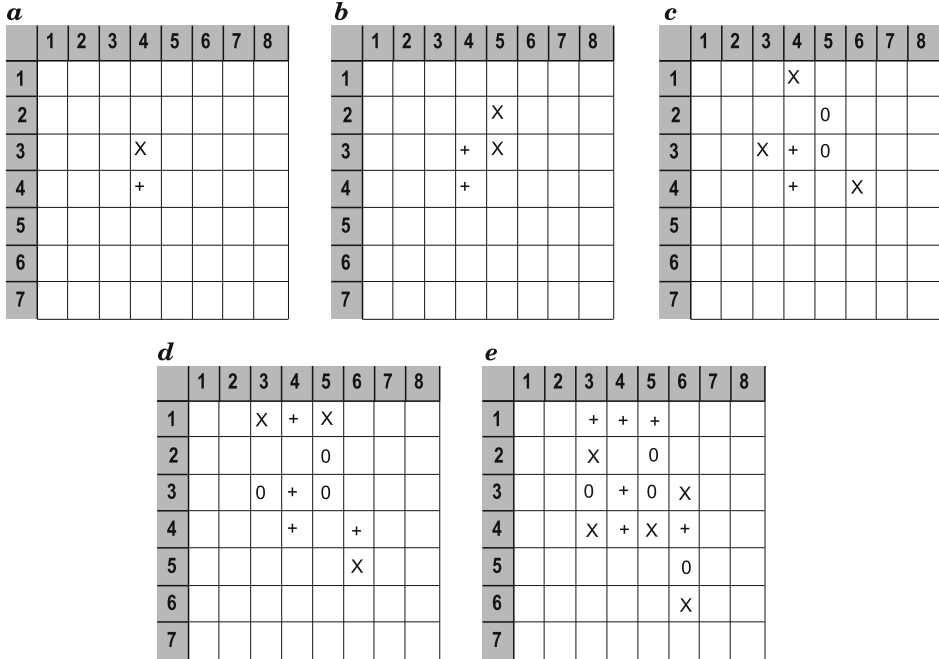 a b c
1 2 3 4 5 6 7 8 1 2 3 4 5 6 7 8 1 2 3 4 5 6 7 8
1 1 1 X
2 2 X 2 0
3 X 3 + X 3 X + 0
4 + 4 + 4 + X
5 5 5
6 6 6
7 7 7
d e
1 2 3 4 5 6 7 8 1 2 3 4 5 6 7 8
1 X + X 1 + + +
2 0 2 X 0
3 0 + 0 3 0 + 0 X
4 + + 4 X + X +
5 X 5 0
6 6 X
7 7